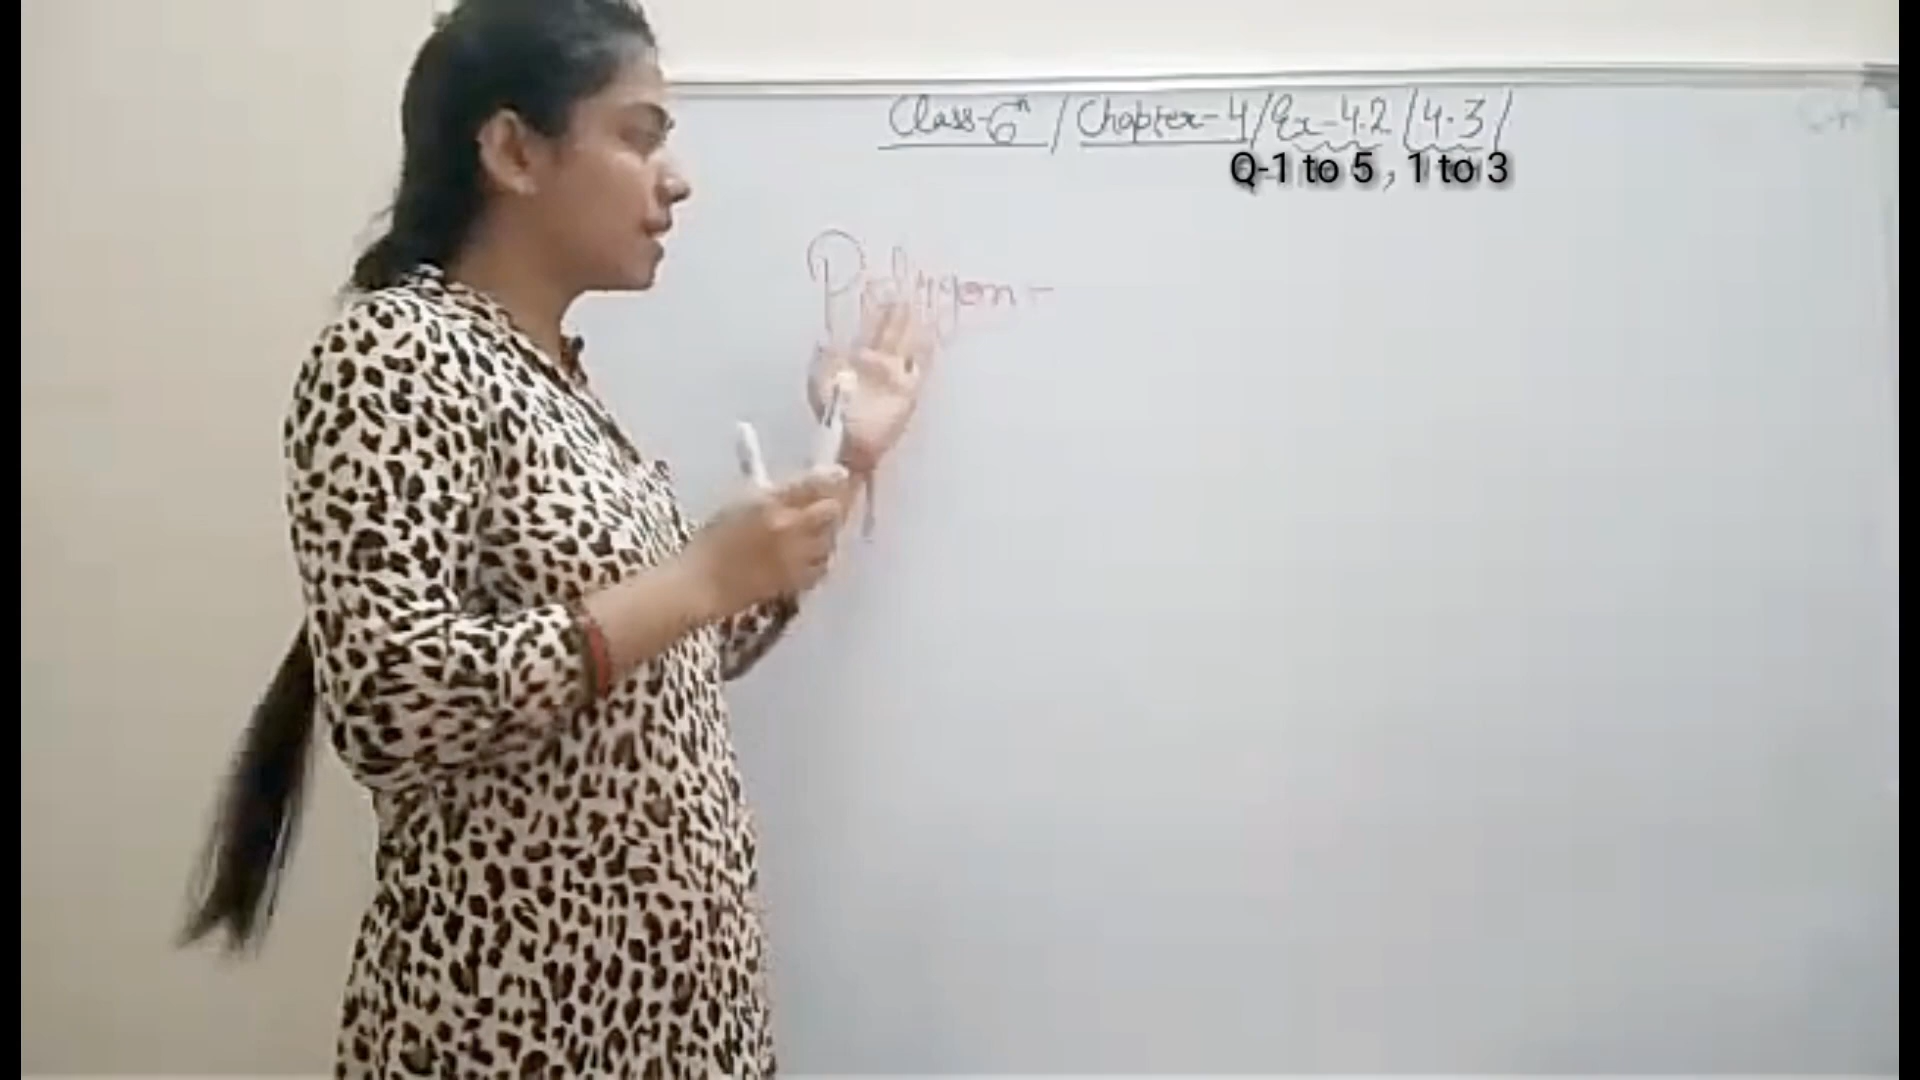 Class-6th / Chapter-4 / Ex-4.2 / 4.3 /
Q-1 to 5 , 1 to 3
Polygon -